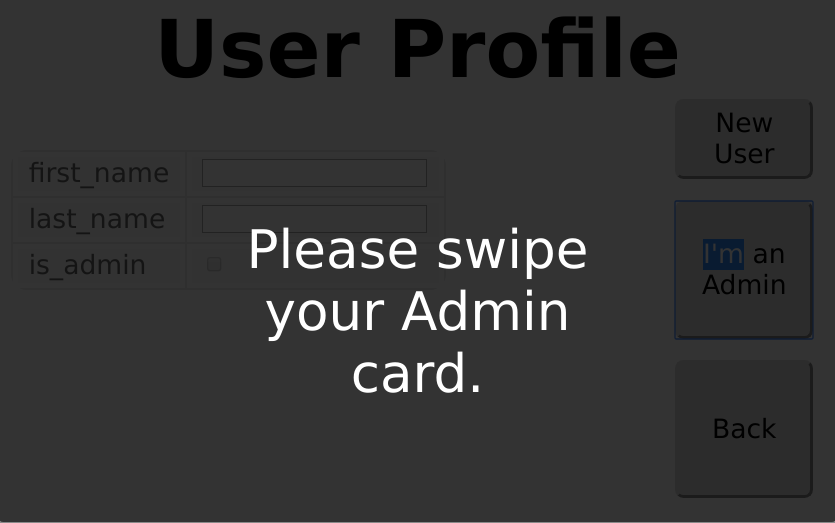 User Profile
New
User
first_name
last_name
is_admin
Please swipe
your Admin
card.
I'm an
Admin
Back